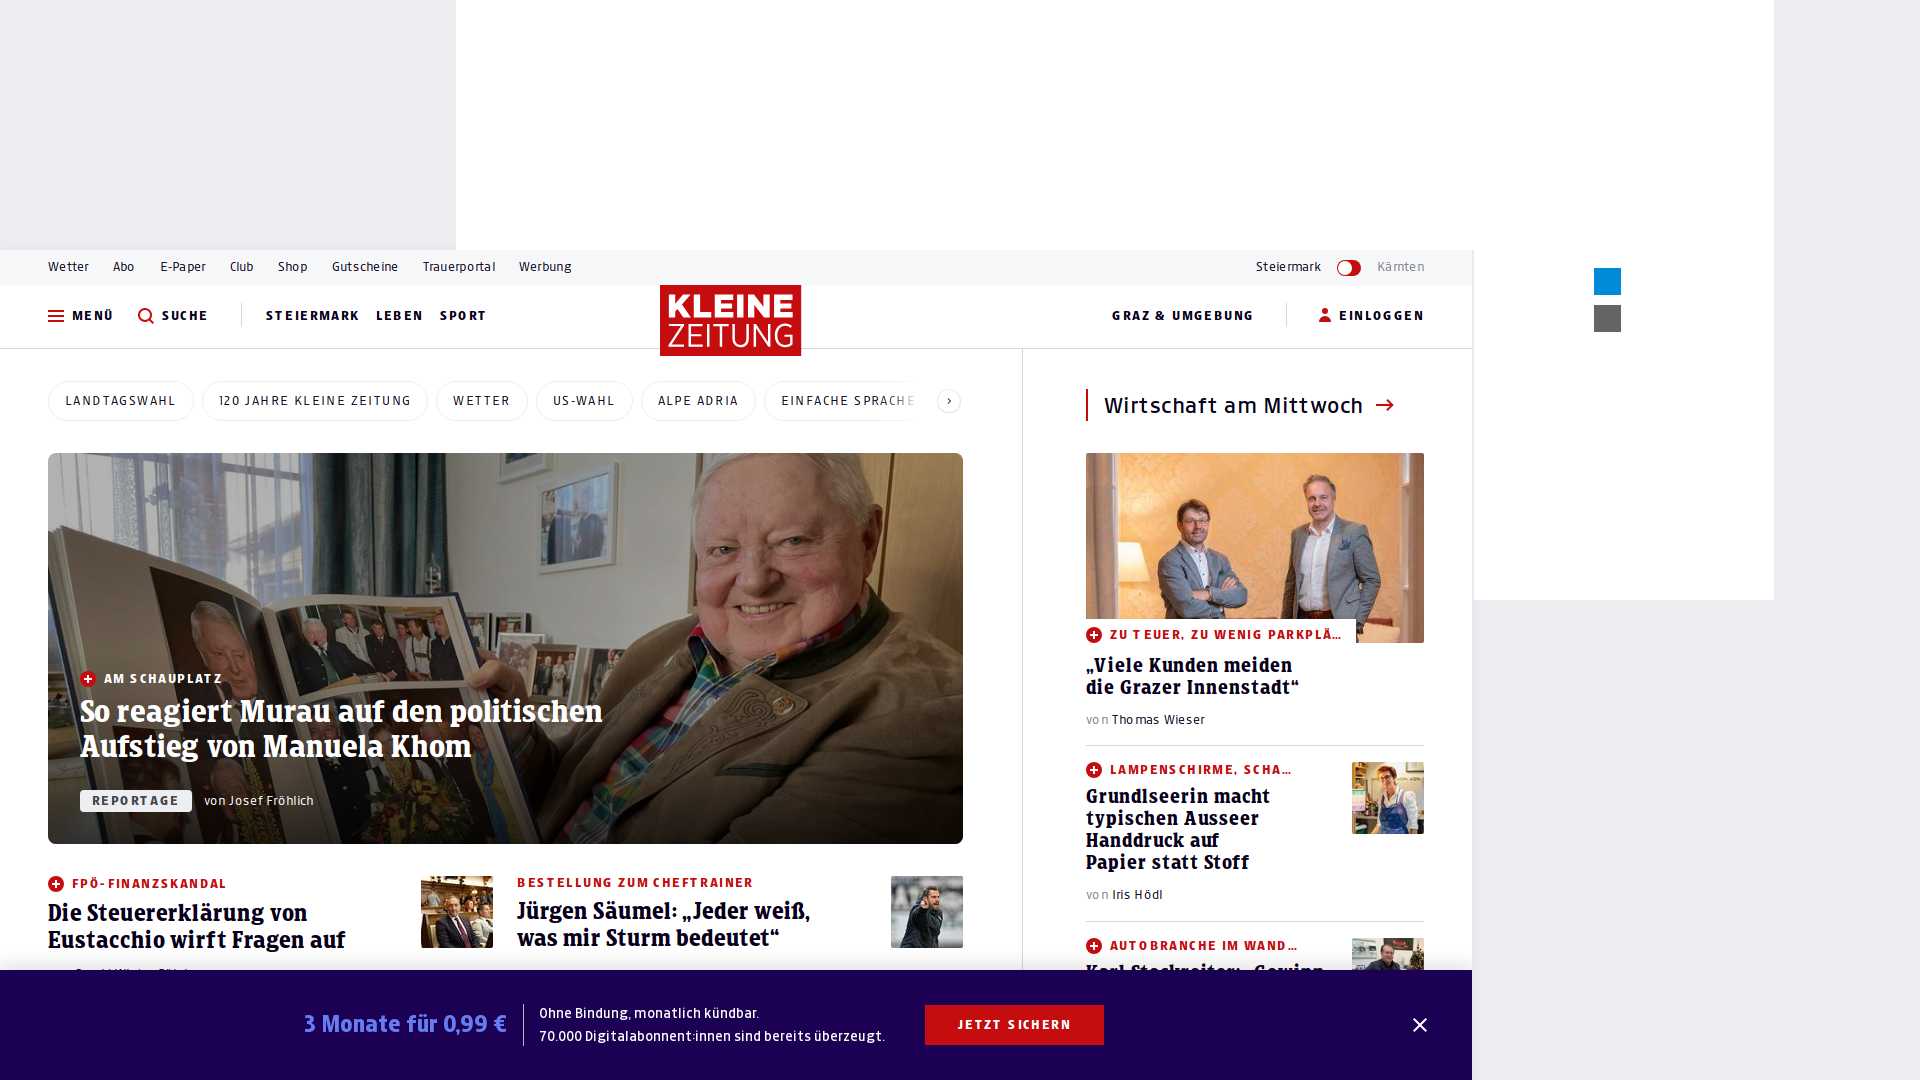 Wetter Abo E-Paper Club Shop Gutscheine Trauerportal Werbung Steiermark Kärnten
MENÜ SUCHE STEIERMARK LEBEN SPORT
KLEINE
ZEITUNG
GRAZ & UMGEBUNG EINLOGGEN
LANDTAGSWAHL 120 JAHRE KLEINE ZEITUNG WETTER US-WAHL ALPE ADRIA EINFACHE SPRACHE
AM SCHAUPLATZ
So reagiert Murau auf den politischen
Aufstieg von Manuela Khom
REPORTAGE von Josef Fröhlich
FPÖ-FINANZSKANDAL
Die Steuererklärung von
Eustacchio wirft Fragen auf
BESTELLUNG ZUM CHEFTRAINER
Jürgen Säumel: „Jeder weiß,
was mir Sturm bedeutet“
Wirtschaft am Mittwoch
ZU TEUER, ZU WENIG PARKPLÄ...
„Viele Kunden meiden
die Grazer Innenstadt“
von Thomas Wieser
LAMPENSCHIRME, SCHA...
Grundlseerin macht
typischen Ausseer
Handdruck auf
Papier statt Stoff
von Iris Hödl
AUTOBRANCHE IM WAND...
3 Monate für 0,99 €
Ohne Bindung, monatlich kündbar.
70.000 Digitalabonnent:innen sind bereits überzeugt.
JETZT SICHERN